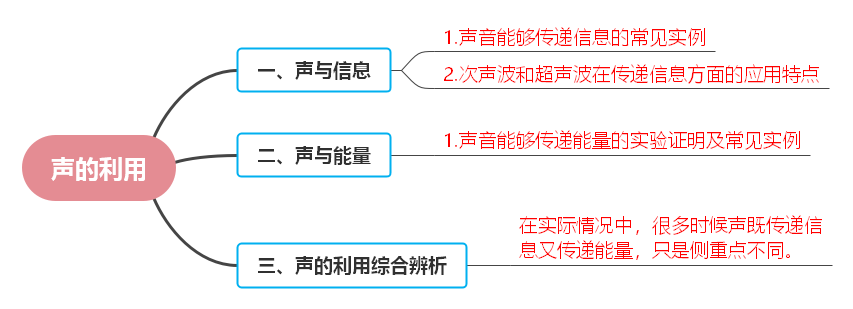 声的利用
一、声与信息
1.声音能够传递信息的常见实例
2.次声波和超声波在传递信息方面的应用特点
二、声与能量
1.声音能够传递能量的实验证明及常见实例
三、声的利用综合辨析
在实际情况中，很多时候声既传递信
息又传递能量，只是侧重点不同。